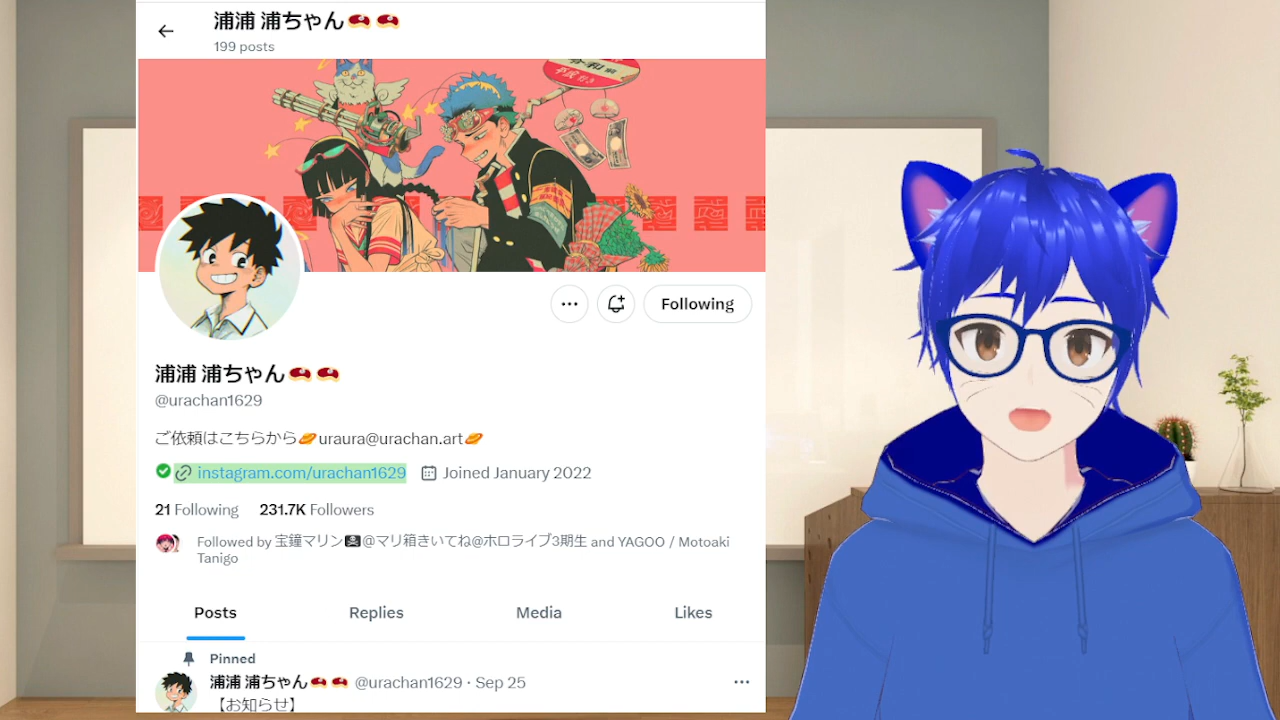 浦浦 浦ちゃん🥩🥩
199 posts
令和
平成
Following
浦浦 浦ちゃん🥩🥩
@urachan1629
ご依頼はこちらから🥖uraura@urachan.art🥖
instagram.com/urachan1629 Joined January 2022
21 Following 231.7K Followers
Followed by 宝鐘マリン🏴‍☠️@マリ箱きいてね@ホロライブ3期生 and YAGOO / Motoaki
Tanigo
Posts Replies Media Likes
Pinned
浦浦 浦ちゃん🥩🥩 @urachan1629 · Sep 25
【お知らせ】